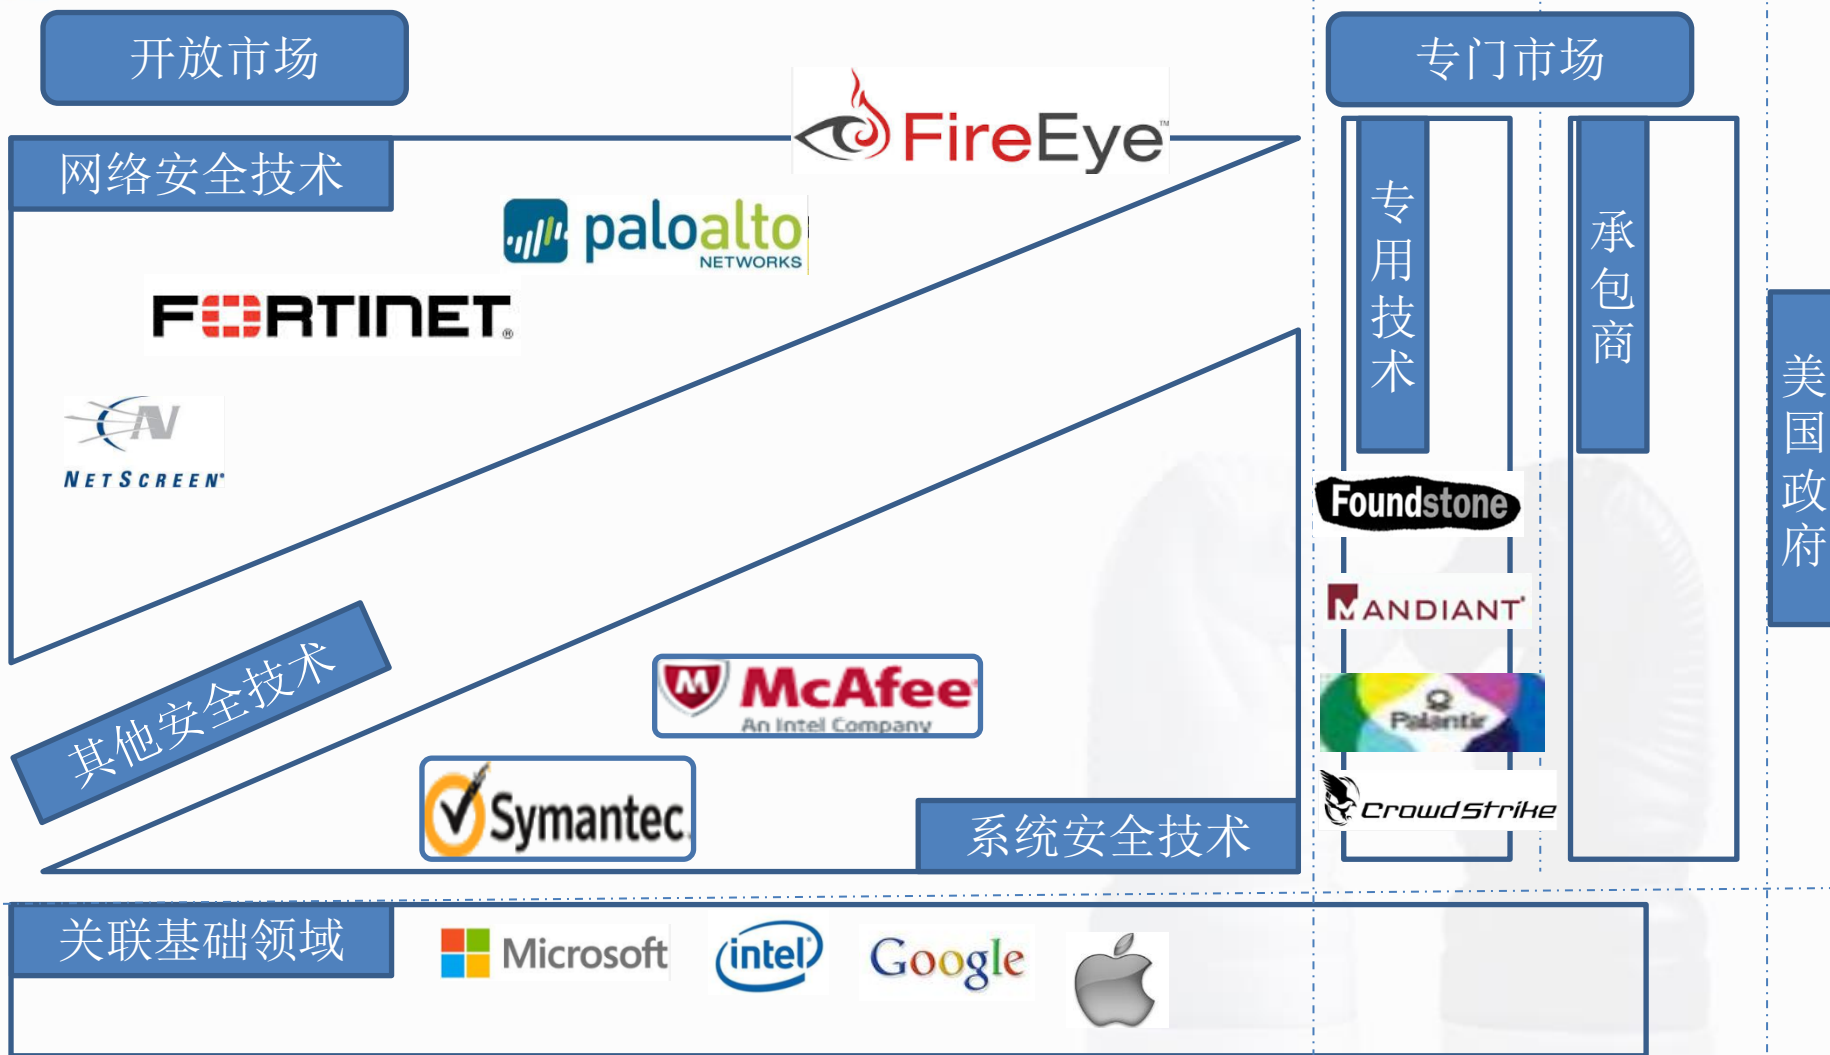 开放市场
专门市场
FireEye™
网络安全技术
paloalto
NETWORKS
FORTINET®
NETSCREEN®
专用技术
承包商
美国政府
Foundstone
MANDIANT®
Palantir
CrowdStrike
其他安全技术
McAfee
An Intel Company
Symantec.
系统安全技术
关联基础领域
Microsoft
intel
Google